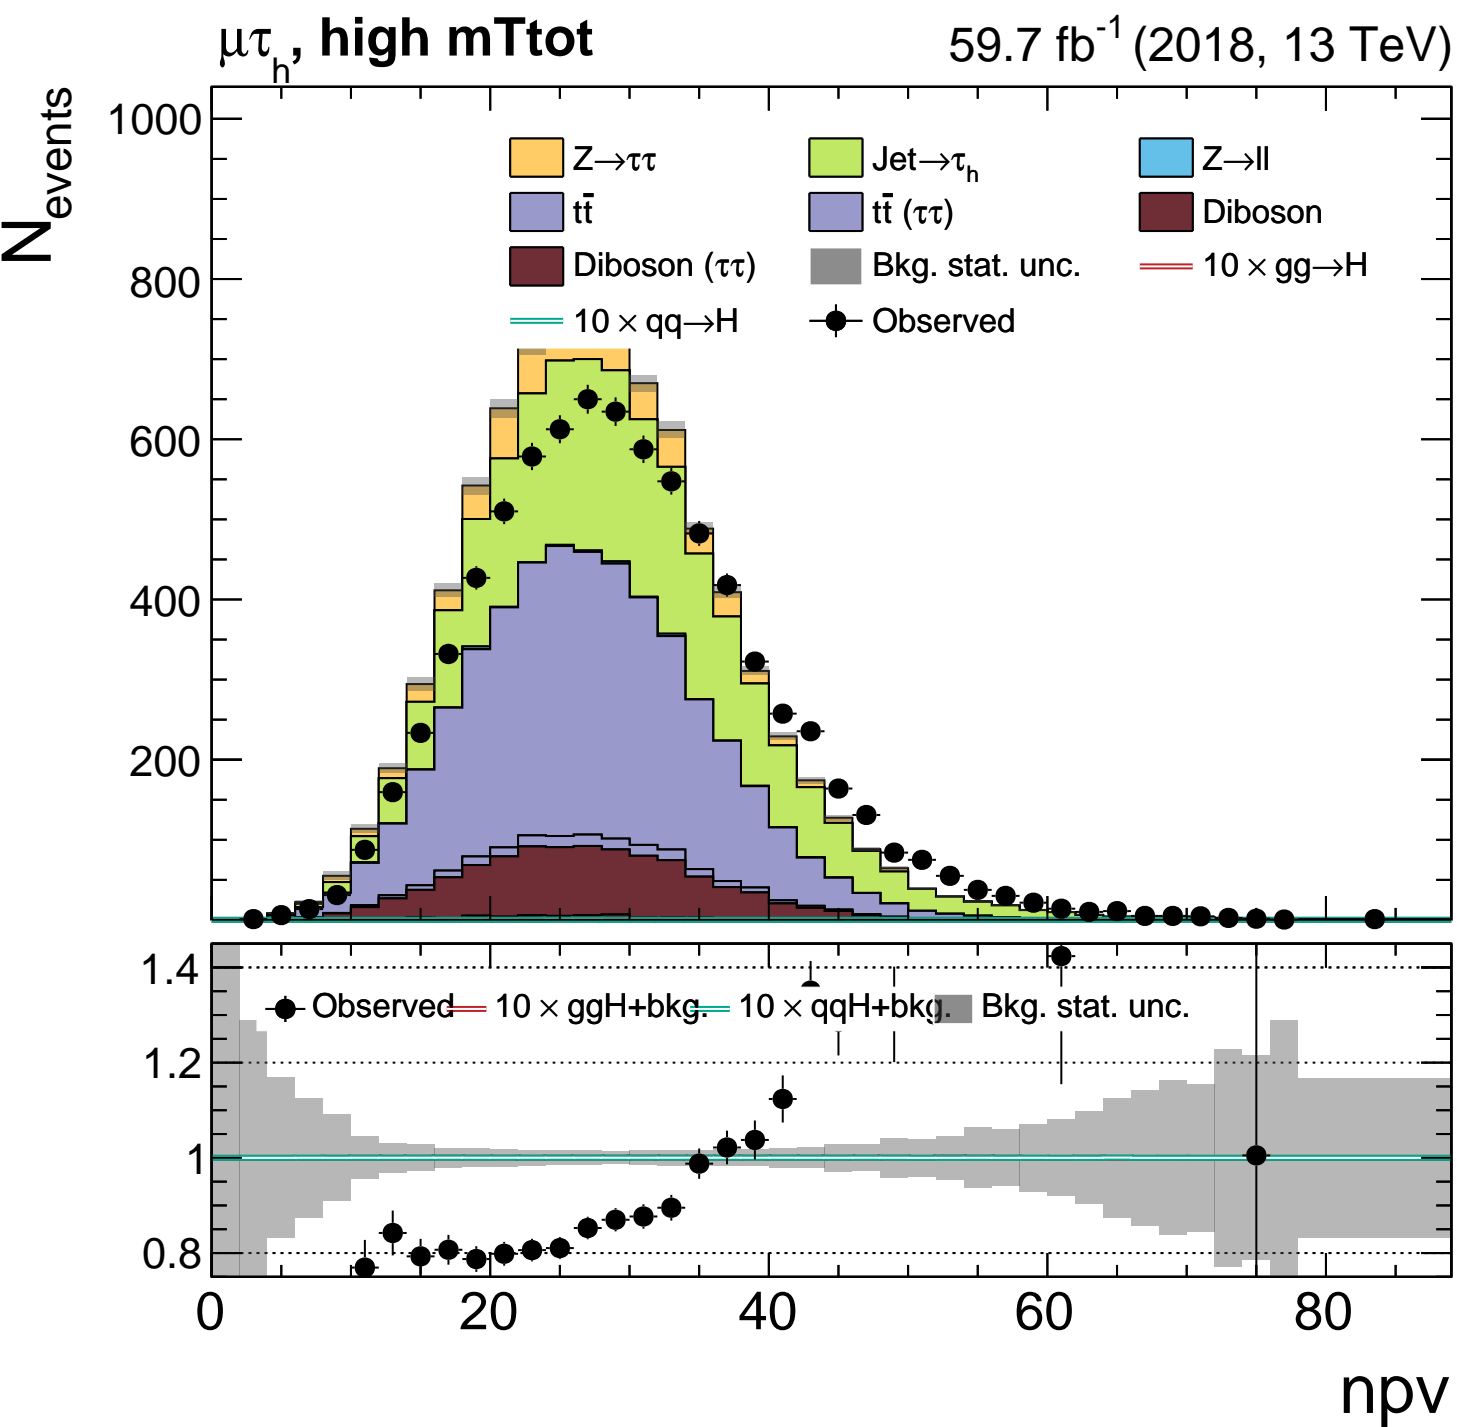 μτh, high mTtot 59.7 fb-1 (2018, 13 TeV)
Nevents
1000
800
600
400
200
Z→ττ Jet→τh Z→ll
tt̄ tt̄ (ττ) Diboson
Diboson (ττ) Bkg. stat. unc. 10 × gg→H
10 × qq→H Observed
1.4
1.2
1
0.8
Observed 10 × ggH+bkg. 10 × qqH+bkg. Bkg. stat. unc.
0 20 40 60 80
npv